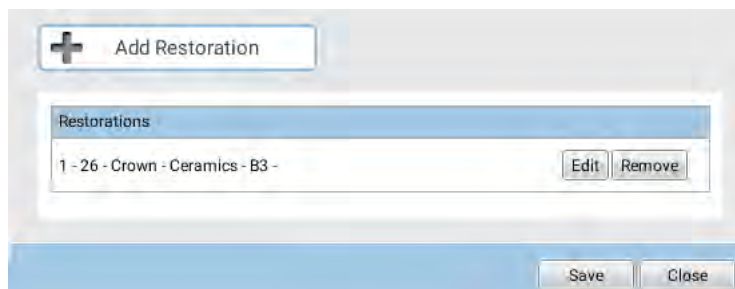 Add Restoration
Restorations
1 - 26 - Crown - Ceramics - B3 -
Edit Remove
Save Close